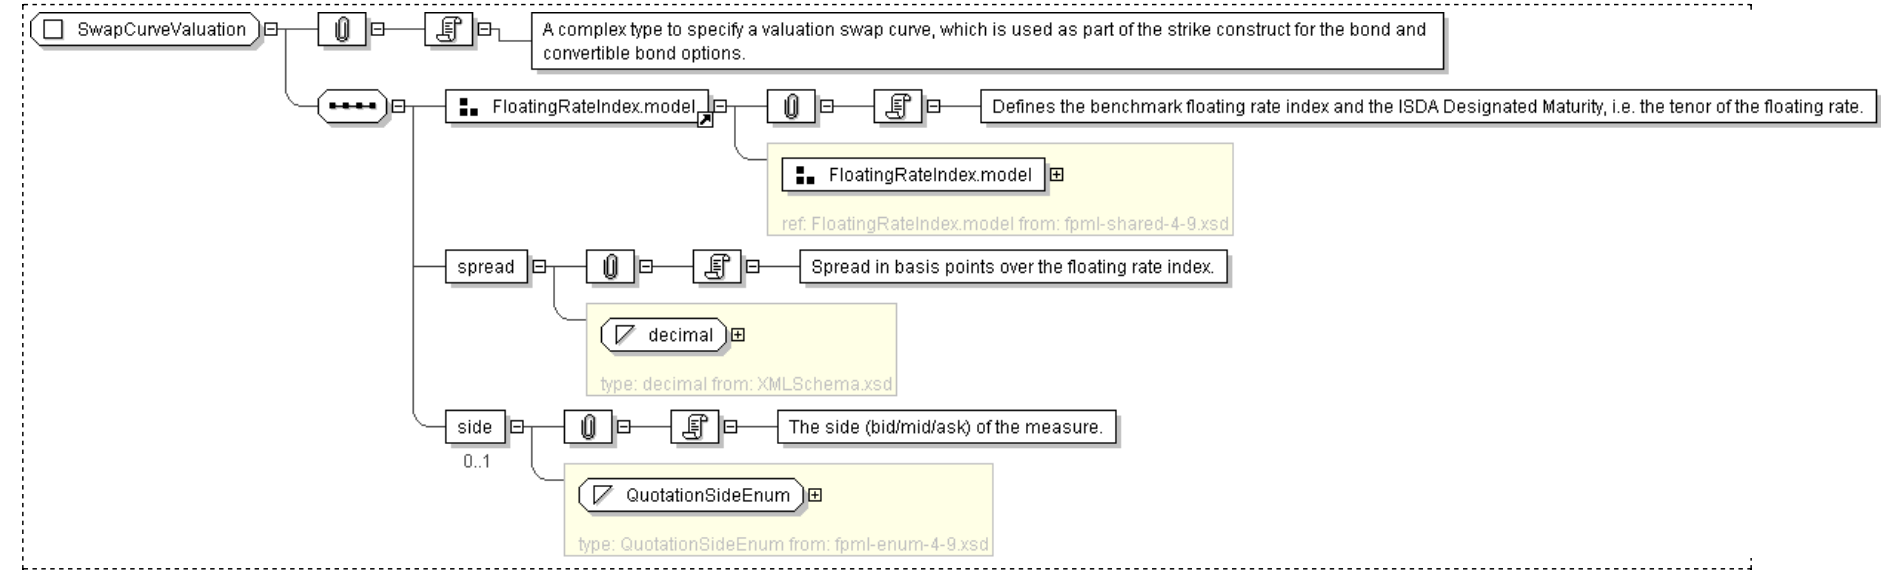 SwapCurveValuation
A complex type to specify a valuation swap curve, which is used as part of the strike construct for the bond and
convertible bond options.
FloatingRateIndex.model
Defines the benchmark floating rate index and the ISDA Designated Maturity, i.e. the tenor of the floating rate.
FloatingRateIndex.model
ref: FloatingRateIndex.model from: fpml-shared-4-9.xsd
spread
Spread in basis points over the floating rate index.
decimal
type: decimal from: XMLSchema.xsd
side
The side (bid/mid/ask) of the measure.
0..1
QuotationSideEnum
type: QuotationSideEnum from: fpml-enum-4-9.xsd